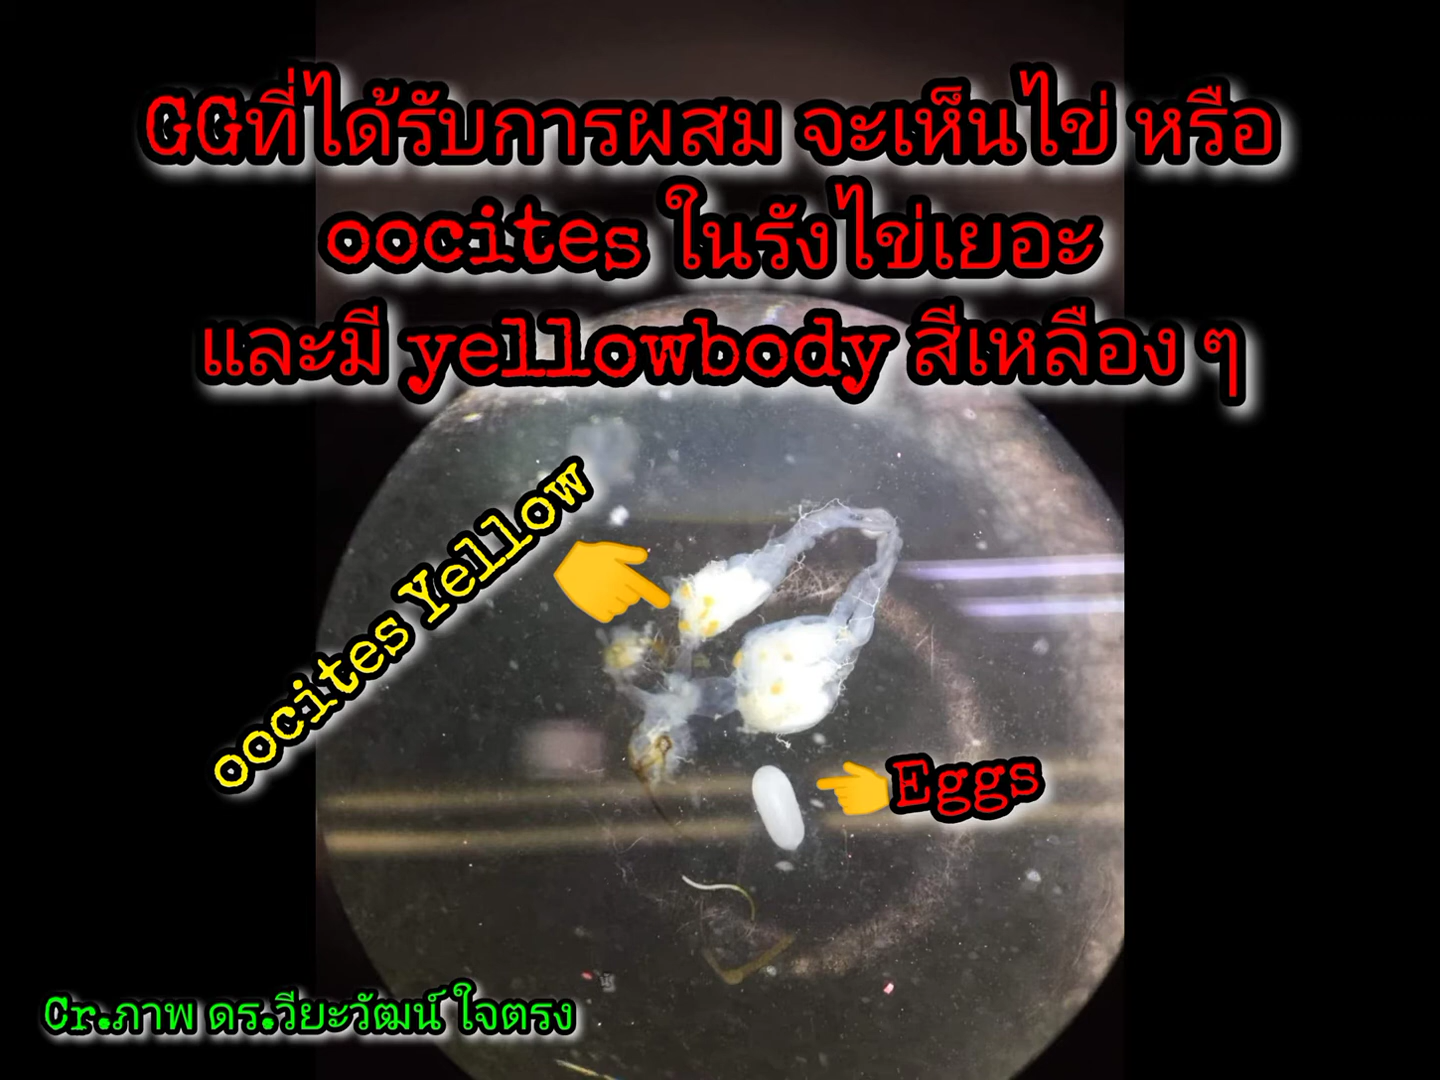 GGที่ได้รับการผสม จะเห็นไข่ หรือ
oocites ในรังไข่เยอะ
และมี yellowbody สีเหลือง ๆ
oocites Yellow
Eggs
Cr.ภาพ ดร.วียะวัฒน์ ใจตรง